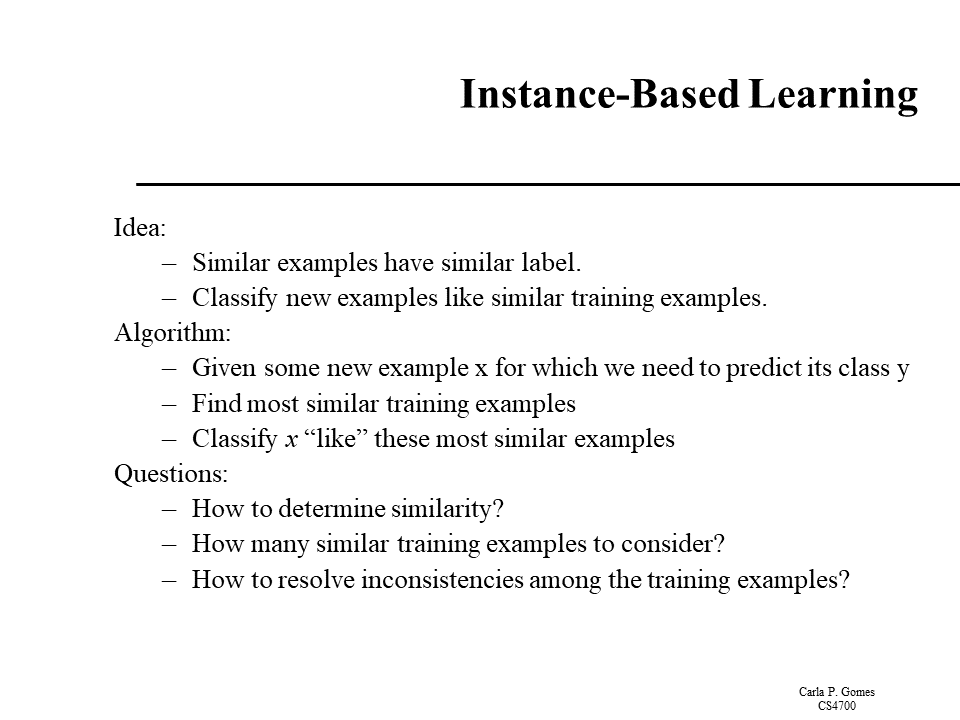 Instance-Based Learning
Idea:
– Similar examples have similar label.
– Classify new examples like similar training examples.
Algorithm:
– Given some new example x for which we need to predict its class y
– Find most similar training examples
– Classify x “like” these most similar examples
Questions:
– How to determine similarity?
– How many similar training examples to consider?
– How to resolve inconsistencies among the training examples?
Carla P. Gomes
CS4700